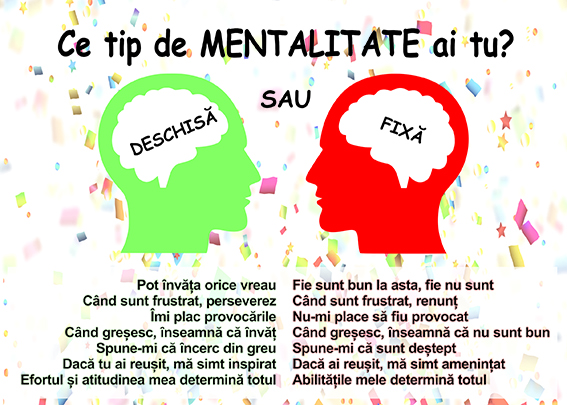 Ce tip de MENTALITATE ai tu?
SAU
DESCHISĂ
FIXĂ
Pot învăța orice vreau
Când sunt frustrat, perseverez
Îmi plac provocările
Când greșesc, înseamnă că învăț
Spune-mi că încerc din greu
Dacă tu ai reușit, mă simt inspirat
Efortul și atitudinea mea determină totul
Fie sunt bun la asta, fie nu sunt
Când sunt frustrat, renunț
Nu-mi place să fiu provocat
Când greșesc, înseamnă că nu sunt bun
Spune-mi că sunt deștept
Dacă ai reușit, mă simt amenințat
Abilitățile mele determină totul